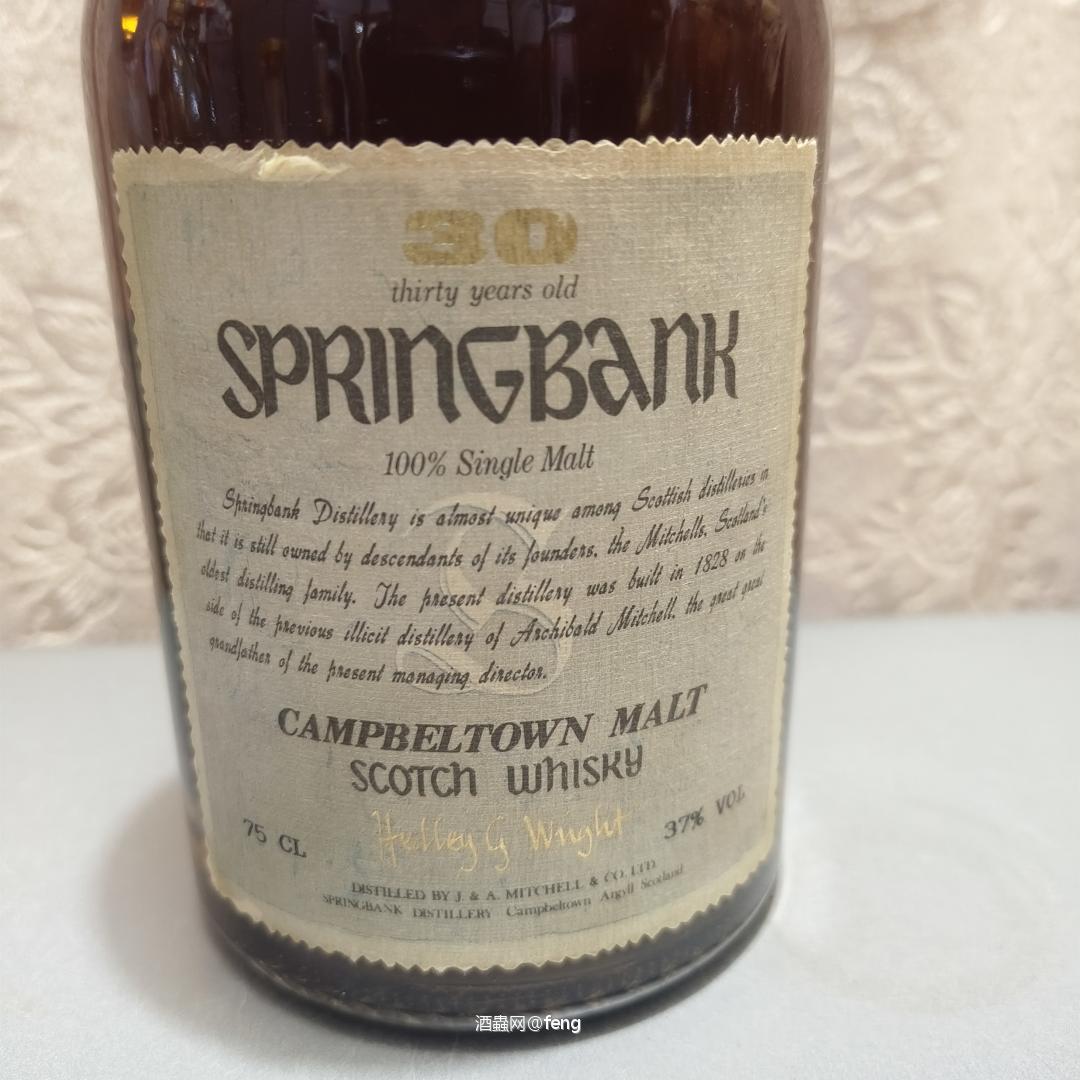 30
thirty years old
SPRINGBANK
100% Single Malt
Springbank Distillery is almost unique among Scottish distilleries in
that it is still owned by descendants of its founders, the Mitchells, Scotland's
oldest distilling family. The present distillery was built in 1828 on the
side of the previous illicit distillery of Archibald Mitchell, the great great
grandfather of the present managing director.
CAMPBELTOWN MALT
SCOTCH WHISKY
75 CL Hedley G Wright 37% VOL
DISTILLED BY J. & A. MITCHELL & CO. LTD.
SPRINGBANK DISTILLERY Campbeltown Argyll Scotland
酒蟲网@feng